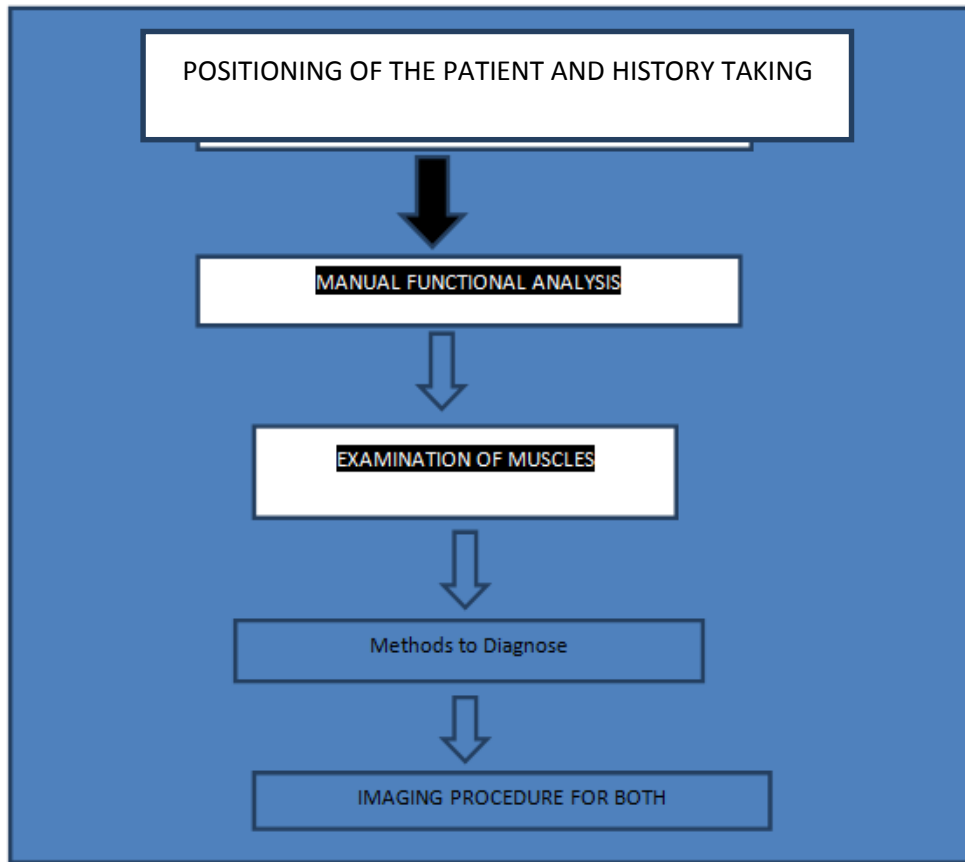 POSITIONING OF THE PATIENT AND HISTORY TAKING
MANUAL FUNCTIONAL ANALYSIS
EXAMINATION OF MUSCLES
Methods to Diagnose
IMAGING PROCEDURE FOR BOTH